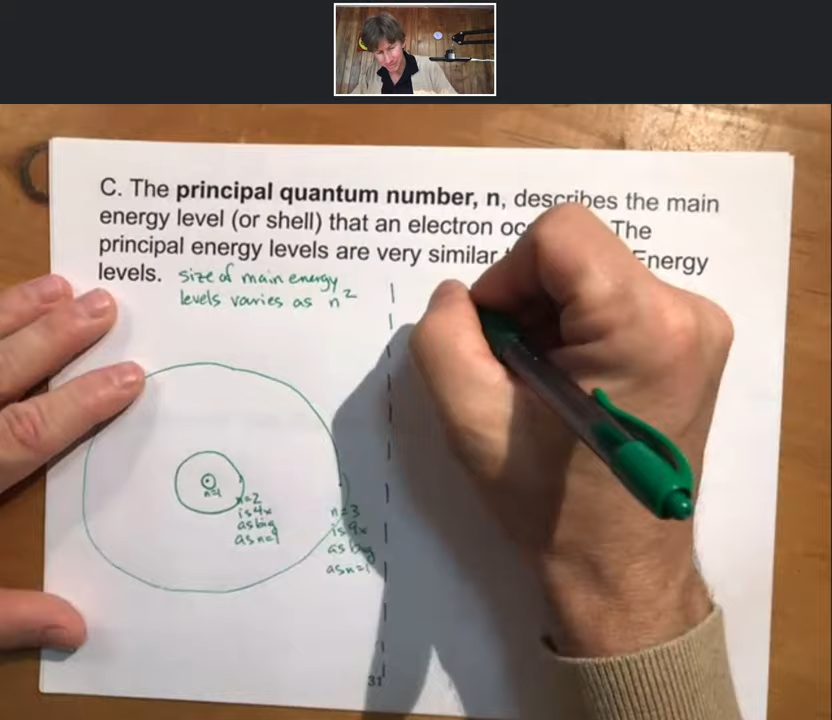 C. The principal quantum number, n, describes the main
energy level (or shell) that an electron The
principal energy levels are very similar Energy
levels. size of main energy
levels varies as n²
n=1
n=2
is 4x
as big
as n=1
n=3
is 9x
as big
as n=1
31